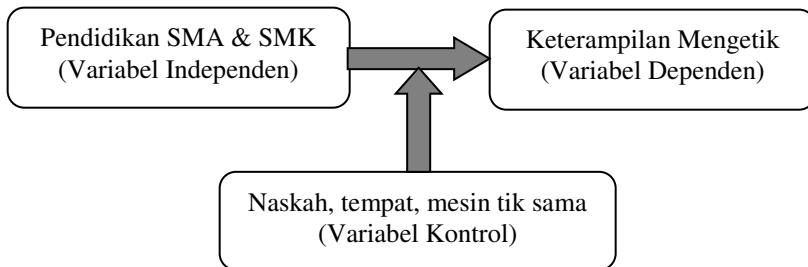 Pendidikan SMA & SMK
(Variabel Independen)
Keterampilan Mengetik
(Variabel Dependen)
Naskah, tempat, mesin tik sama
(Variabel Kontrol)